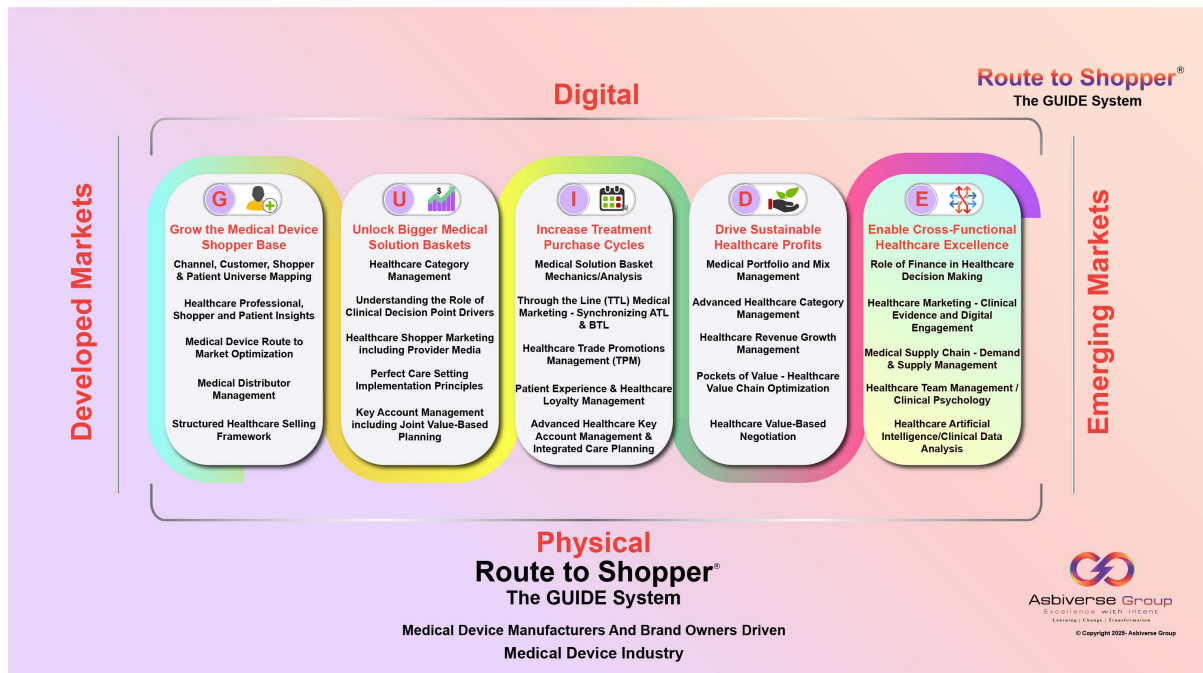 Digital
Route to Shopper®
The GUIDE System
Developed Markets
G
Grow the Medical Device
Shopper Base
Channel, Customer, Shopper
& Patient Universe Mapping
Healthcare Professional,
Shopper and Patient Insights
Medical Device Route to
Market Optimization
Medical Distributor
Management
Structured Healthcare Selling
Framework
U
$
Unlock Bigger Medical
Solution Baskets
Healthcare Category
Management
Understanding the Role of
Clinical Decision Point Drivers
Healthcare Shopper Marketing
including Provider Media
Perfect Care Setting
Implementation Principles
Key Account Management
including Joint Value-Based
Planning
I
Increase Treatment
Purchase Cycles
Medical Solution Basket
Mechanics/Analysis
Through the Line (TTL) Medical
Marketing - Synchronizing ATL
& BTL
Healthcare Trade Promotions
Management (TPM)
Patient Experience & Healthcare
Loyalty Management
Advanced Healthcare Key
Account Management &
Integrated Care Planning
D
Drive Sustainable
Healthcare Profits
Medical Portfolio and Mix
Management
Advanced Healthcare Category
Management
Healthcare Revenue Growth
Management
Pockets of Value - Healthcare
Value Chain Optimization
Healthcare Value-Based
Negotiation
E
Enable Cross-Functional
Healthcare Excellence
Role of Finance in Healthcare
Decision Making
Healthcare Marketing - Clinical
Evidence and Digital
Engagement
Medical Supply Chain - Demand
& Supply Management
Healthcare Team Management /
Clinical Psychology
Healthcare Artificial
Intelligence/Clinical Data
Analysis
Emerging Markets
Physical
Route to Shopper®
The GUIDE System
Medical Device Manufacturers And Brand Owners Driven
Medical Device Industry
Asbiverse Group
Excellence with Intent
Learning | Change | Transformation
© Copyright 2025- Asbiverse Group